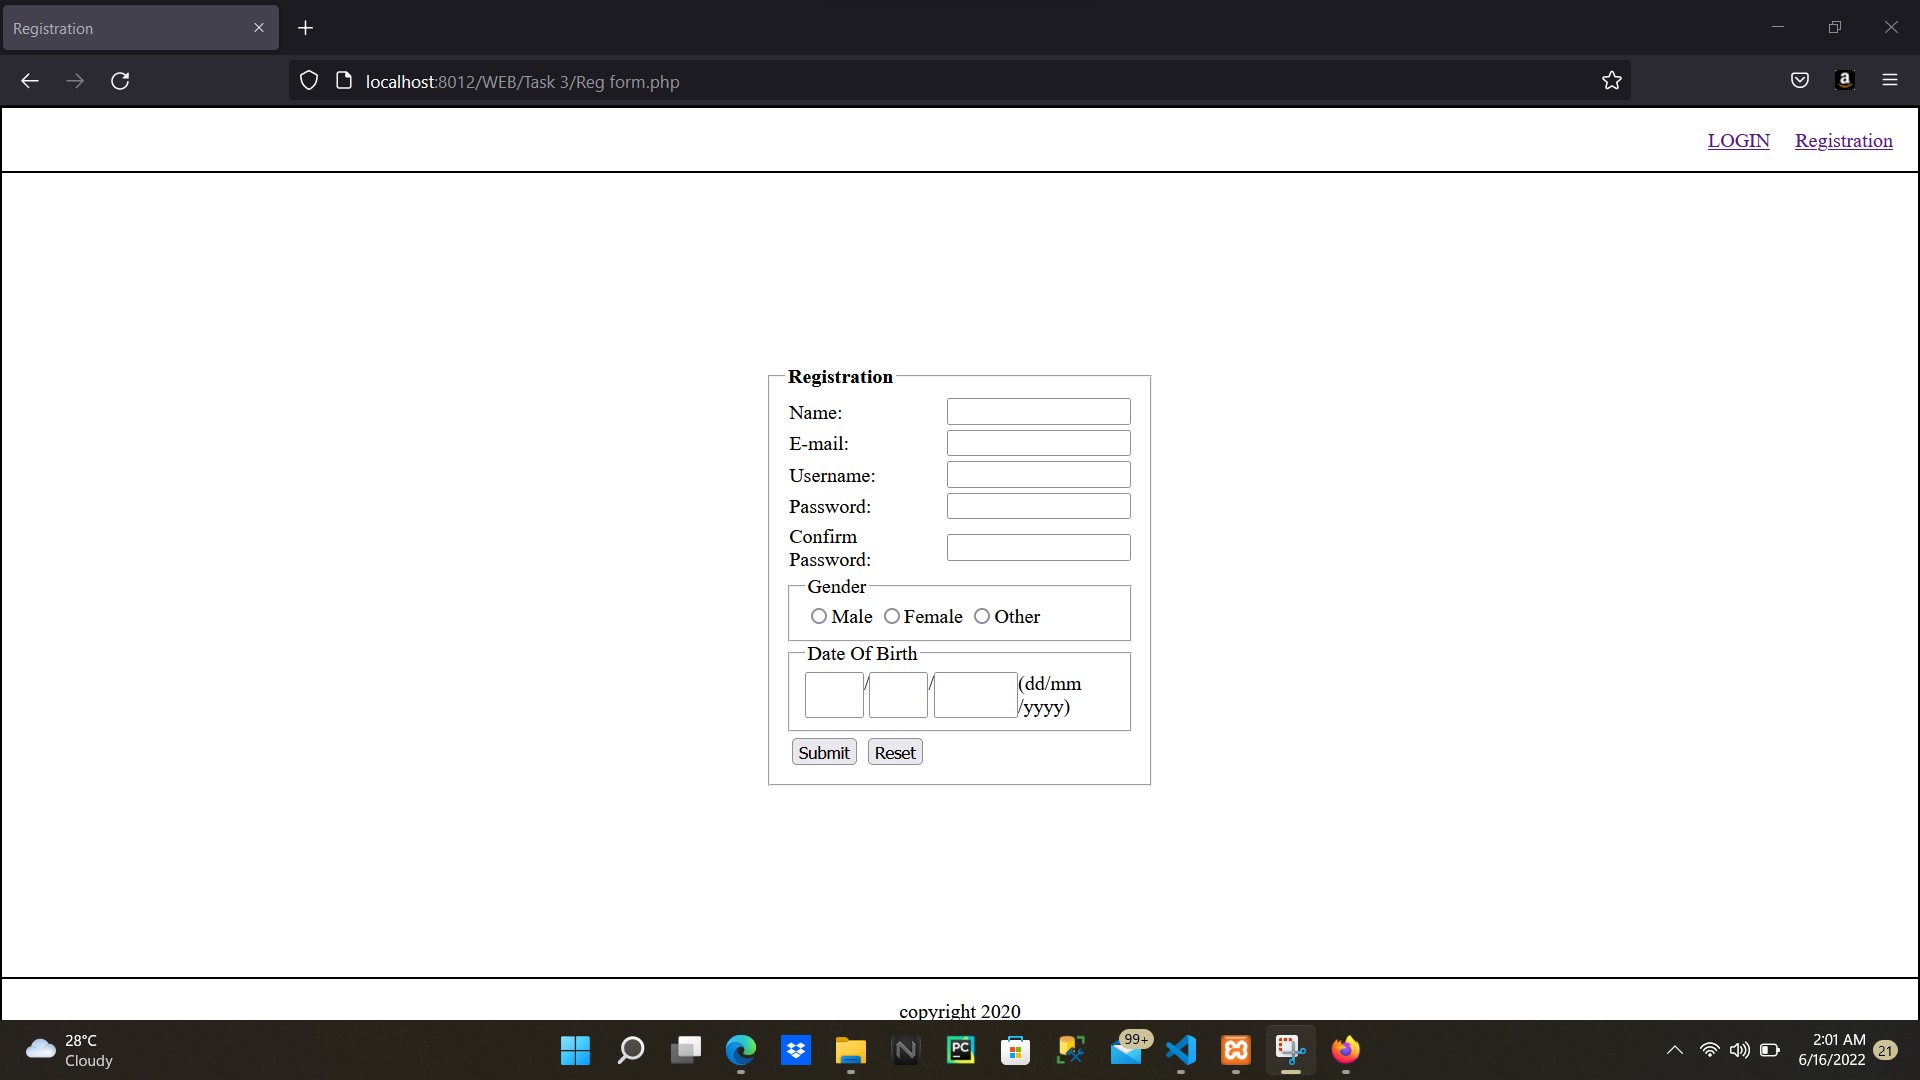 Registration
localhost:8012/WEB/Task 3/Reg form.php
LOGIN Registration
Registration
Name:
E-mail:
Username:
Password:
Confirm
Password:
Gender
Male Female Other
Date Of Birth
/ / (dd/mm
/yyyy)
Submit Reset
copyright 2020
28°C
Cloudy
PC
99+
2:01 AM
6/16/2022
21